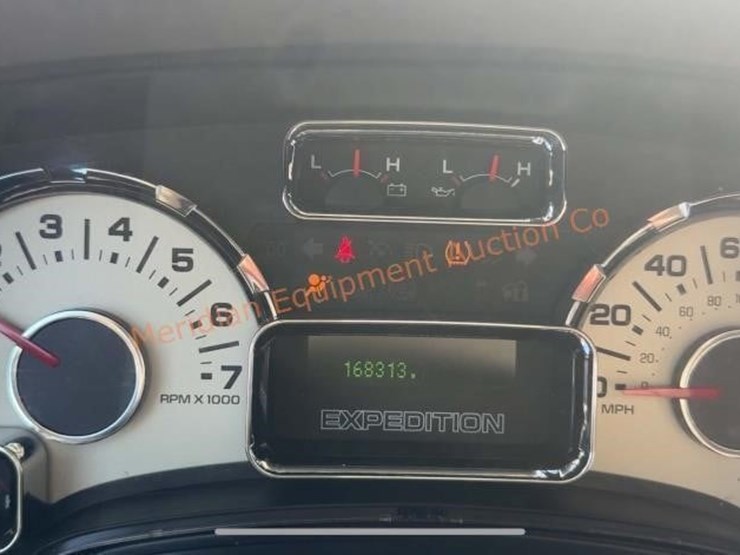 L H L H
3 4 5 6 7
RPM X 1000
Meridian Equipment Auction Co
168313.
EXPEDITION
0 20 40 6
20 40 60 80
MPH